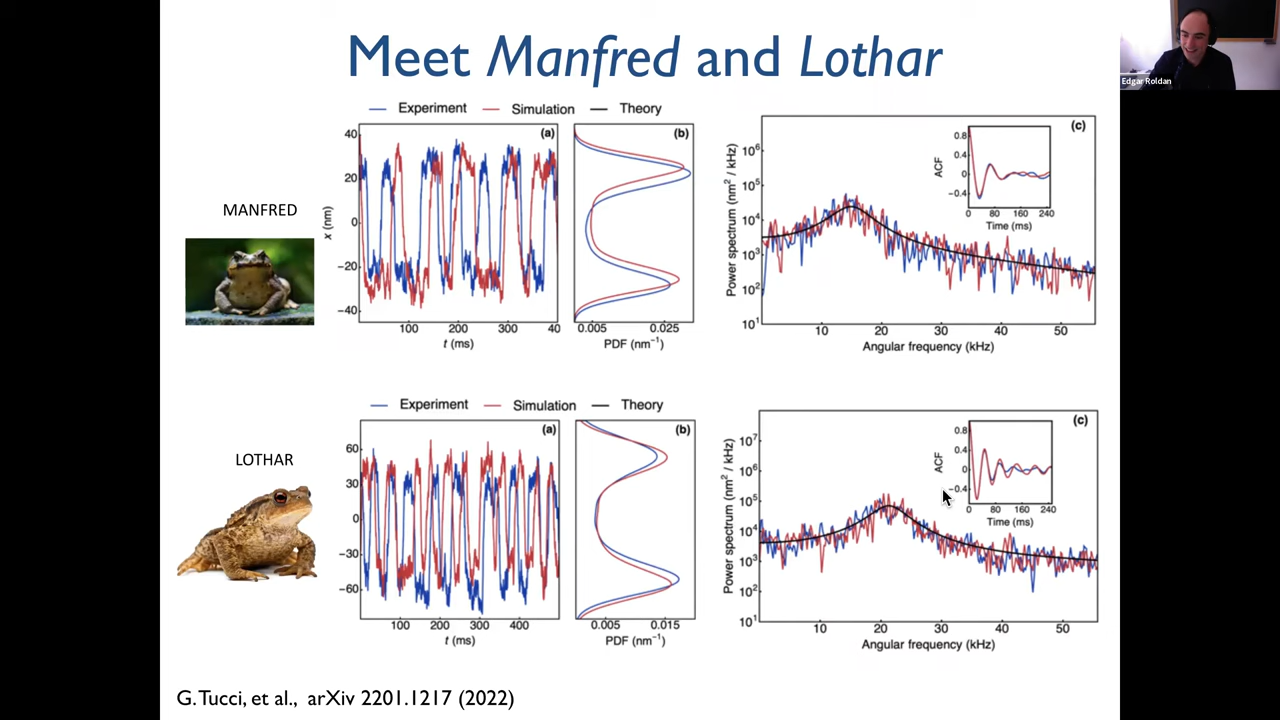 Meet Manfred and Lothar
Edgar Roldan
Experiment Simulation Theory
MANFRED
(a)
x (nm)
40
20
0
−20
−40
100 200 300 40
t (ms)
(b)
0.005 0.025
PDF (nm⁻¹)
(c)
Power spectrum (nm² / kHz)
10⁶
10⁵
10⁴
10³
10²
10¹
10 20 30 40 50
Angular frequency (kHz)
ACF
0.8
0.4
0
−0.4
0 80 160 240
Time (ms)
Experiment Simulation Theory
LOTHAR
(a)
60
30
0
−30
−60
100 200 300 400
t (ms)
(b)
0.005 0.015
PDF (nm⁻¹)
(c)
Power spectrum (nm² / kHz)
10⁷
10⁶
10⁵
10⁴
10³
10²
10¹
10 20 30 40 50
Angular frequency (kHz)
ACF
0.8
0.4
0
−0.4
0 80 160 240
Time (ms)
G. Tucci, et al., arXiv 2201.1217 (2022)